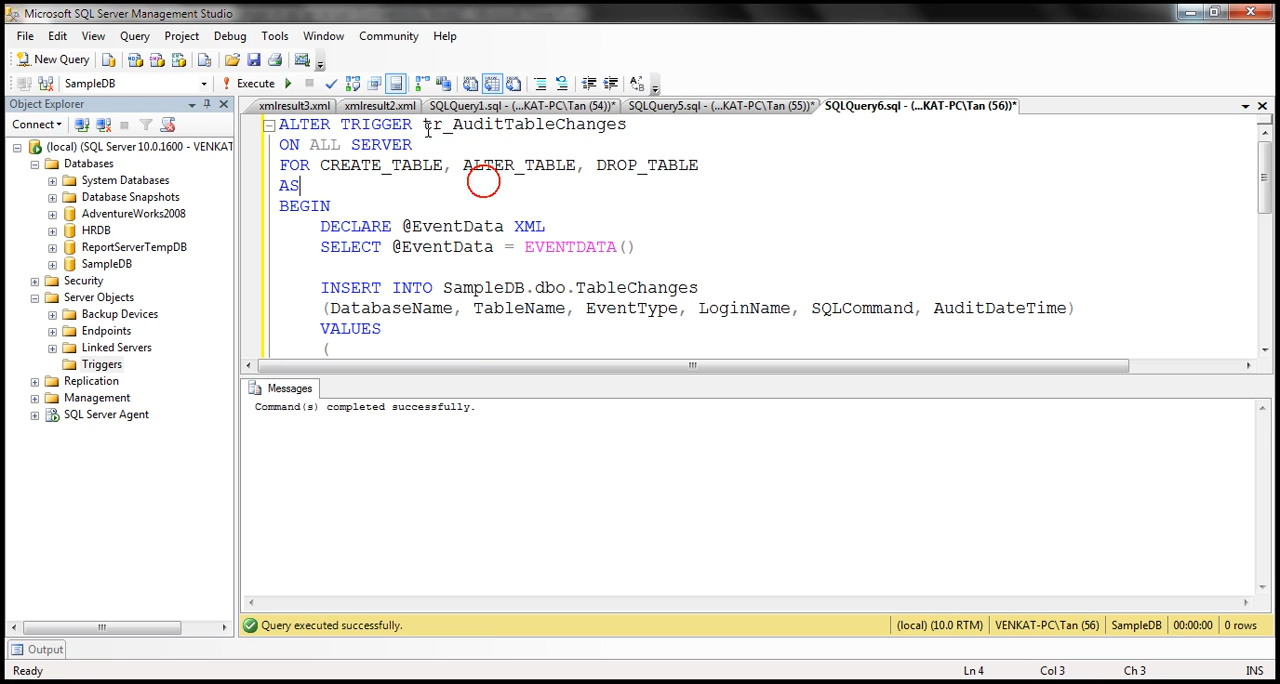 Microsoft SQL Server Management Studio
File Edit View Query Project Debug Tools Window Community Help
New Query
SampleDB Execute
Object Explorer
xmlresult3.xml xmlresult2.xml SQLQuery1.sql - (...KAT-PC\Tan (54))* SQLQuery5.sql - (...KAT-PC\Tan (55))* SQLQuery6.sql - (...KAT-PC\Tan (56))*
Connect
(local) (SQL Server 10.0.1600 - VENKAT
Databases
System Databases
Database Snapshots
AdventureWorks2008
HRDB
ReportServerTempDB
SampleDB
Security
Server Objects
Backup Devices
Endpoints
Linked Servers
Triggers
Replication
Management
SQL Server Agent
ALTER TRIGGER tr_AuditTableChanges
ON ALL SERVER
FOR CREATE_TABLE, ALTER_TABLE, DROP_TABLE
AS
BEGIN
DECLARE @EventData XML
SELECT @EventData = EVENTDATA()
INSERT INTO SampleDB.dbo.TableChanges
(DatabaseName, TableName, EventType, LoginName, SQLCommand, AuditDateTime)
VALUES
(
Messages
Command(s) completed successfully.
Query executed successfully. (local) (10.0 RTM) VENKAT-PC\Tan (56) SampleDB 00:00:00 0 rows
Output
Ready Ln 4 Col 3 Ch 3 INS